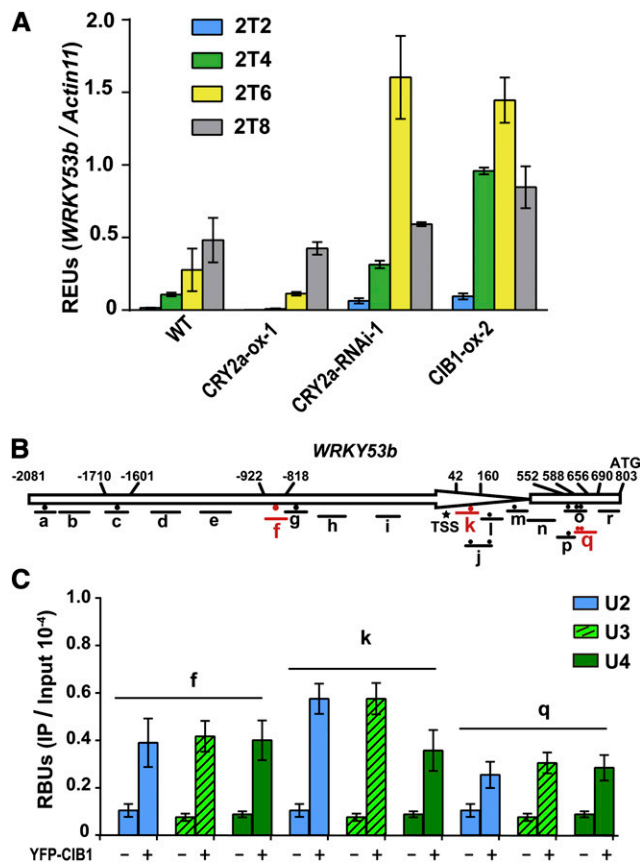 A
2T2
2T4
2T6
2T8
REUs (WRKY53b / Actin11)
2.0
1.5
1.0
0.5
0
WT
CRY2a-ox-1
CRY2a-RNAi-1
CIB1-ox-2
B
WRKY53b
ATG
-2081 -1710 -1601 -922 -818 42 160 552 588 656 690 803
a b c d e f g h i TSS k l m n o r
j p q
C
U2
U3
U4
RBUs (IP / Input 10-4)
1.0
0.8
0.6
0.4
0.2
0
f
k
q
YFP-CIB1 − + − + − + − + − + − + − + − + − +